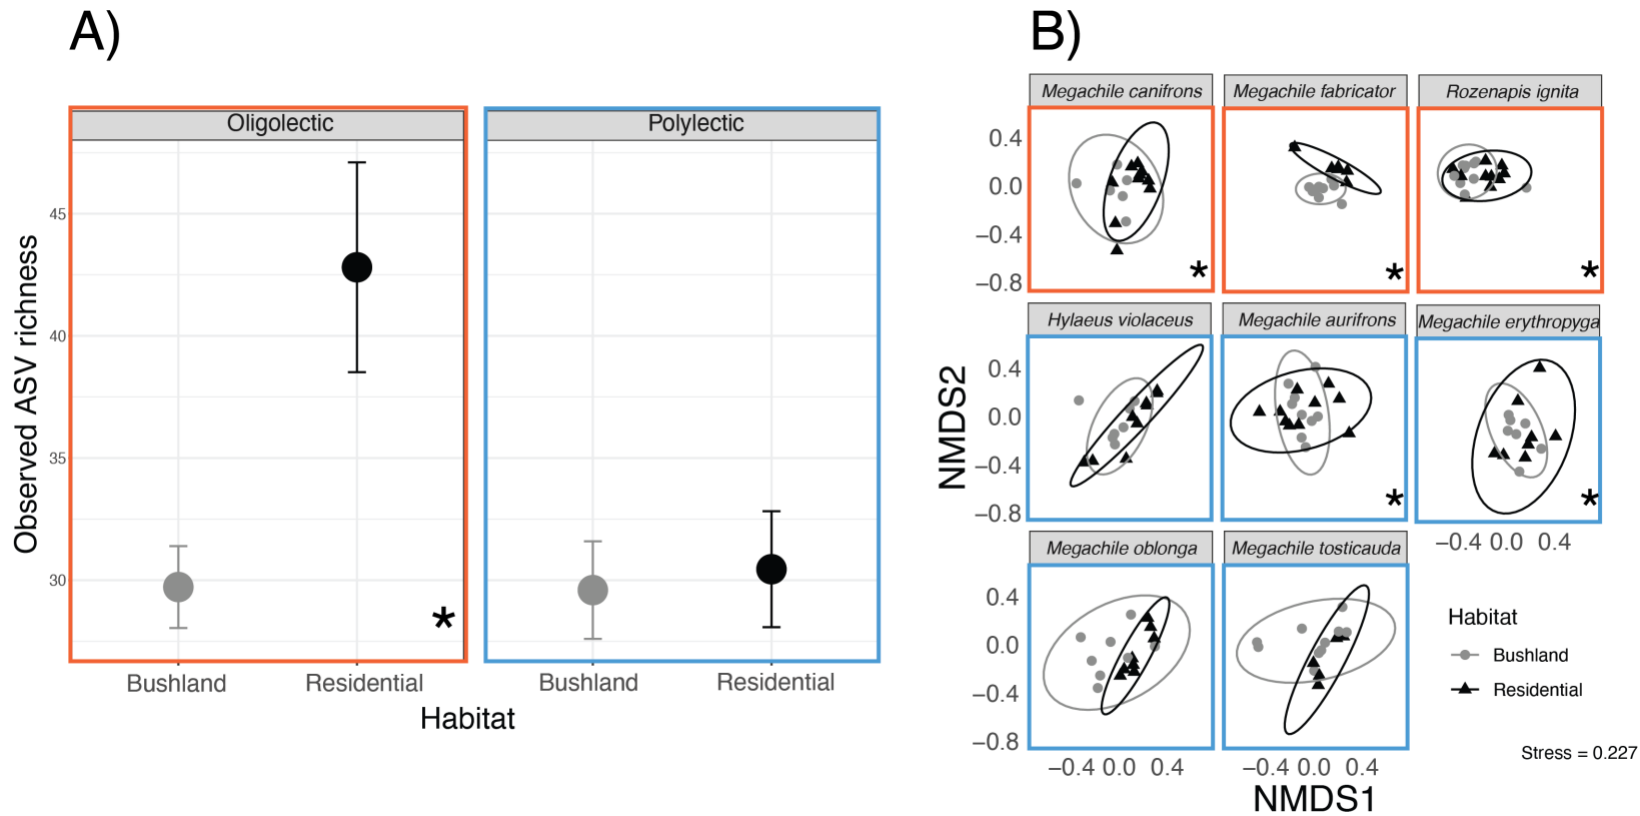 A)
B)
Oligolectic
Polylectic
Observed ASV richness
45
40
35
30
*
Bushland
Residential
Bushland
Residential
Habitat
Megachile canifrons
Megachile fabricator
Rozenapis ignita
0.4
0.0
−0.4
−0.8
*
*
*
Hylaeus violaceus
Megachile aurifrons
Megachile erythropyga
NMDS2
0.4
0.0
−0.4
−0.8
*
*
−0.4 0.0 0.4
Megachile oblonga
Megachile tosticauda
0.4
0.0
−0.4
−0.8
−0.4 0.0 0.4
−0.4 0.0 0.4
NMDS1
Habitat
Bushland
Residential
Stress = 0.227